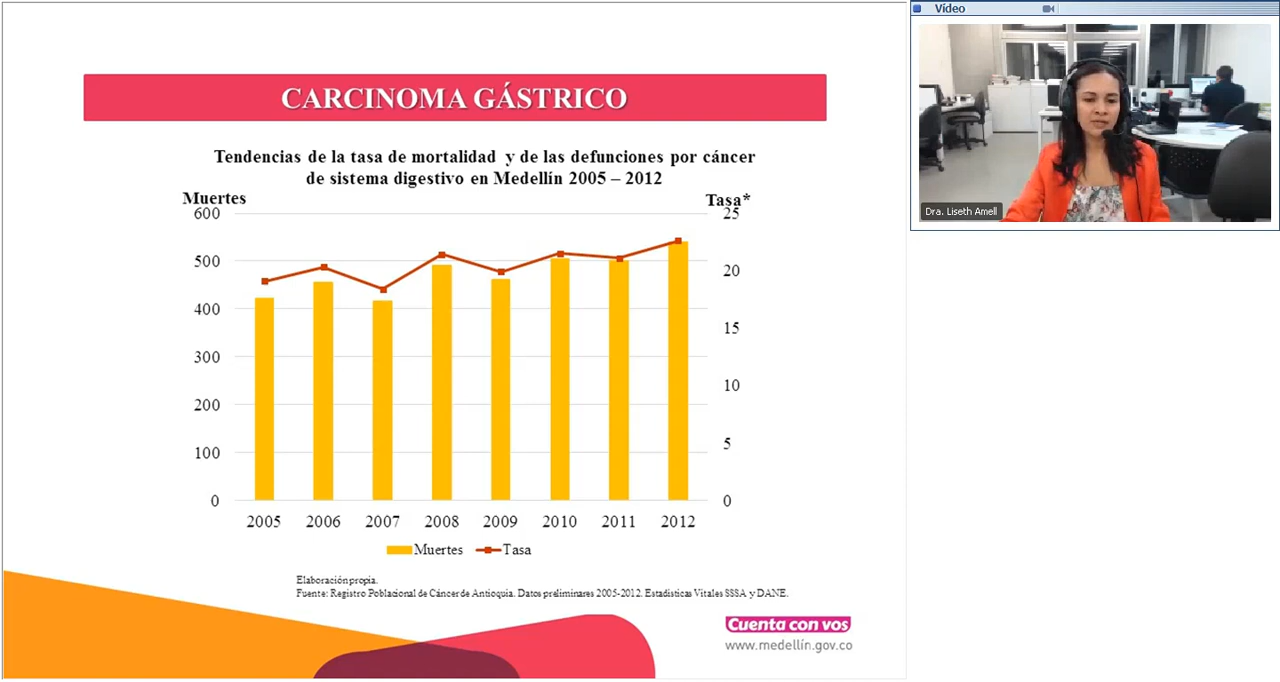 Vídeo
Dra. Liseth Amell
CARCINOMA GÁSTRICO
Tendencias de la tasa de mortalidad y de las defunciones por cáncer
de sistema digestivo en Medellín 2005 – 2012
Muertes
Tasa*
600
500
400
300
200
100
0
25
20
15
10
5
0
2005 2006 2007 2008 2009 2010 2011 2012
Muertes Tasa
Elaboración propia.
Fuente: Registro Poblacional de Cáncer de Antioquia. Datos preliminares 2005-2012. Estadísticas Vitales SSSA y DANE.
Cuenta con vos
www.medellín.gov.co